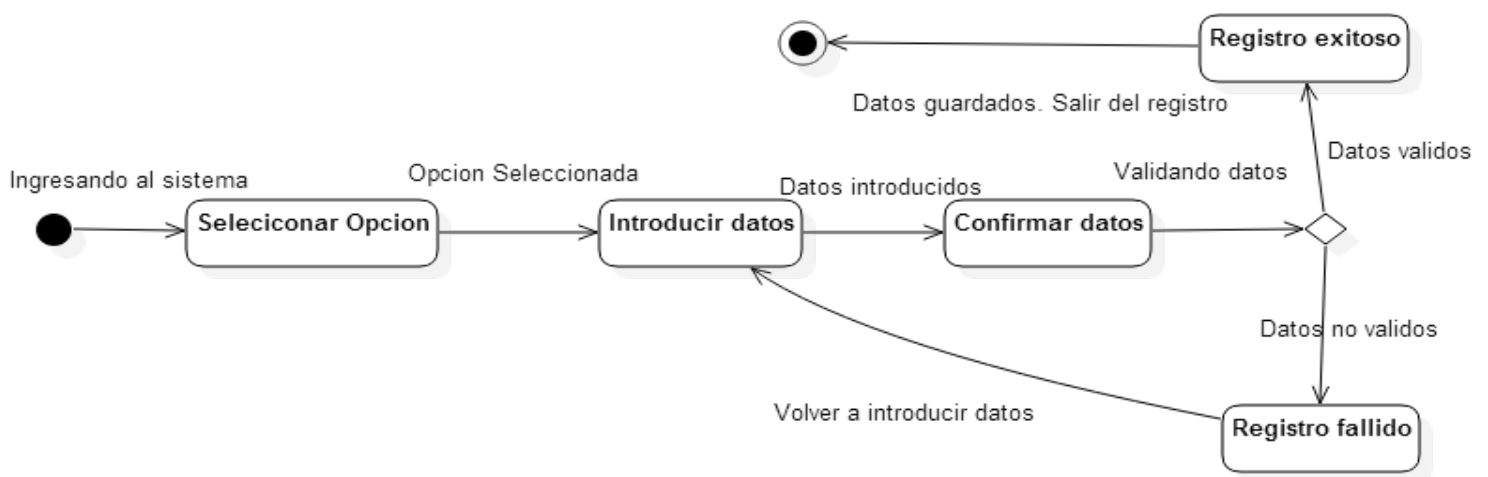 Registro exitoso
Datos guardados. Salir del registro
Datos validos
Ingresando al sistema
Opcion Seleccionada
Datos introducidos
Validando datos
Seleciconar Opcion
Introducir datos
Confirmar datos
Datos no validos
Volver a introducir datos
Registro fallido